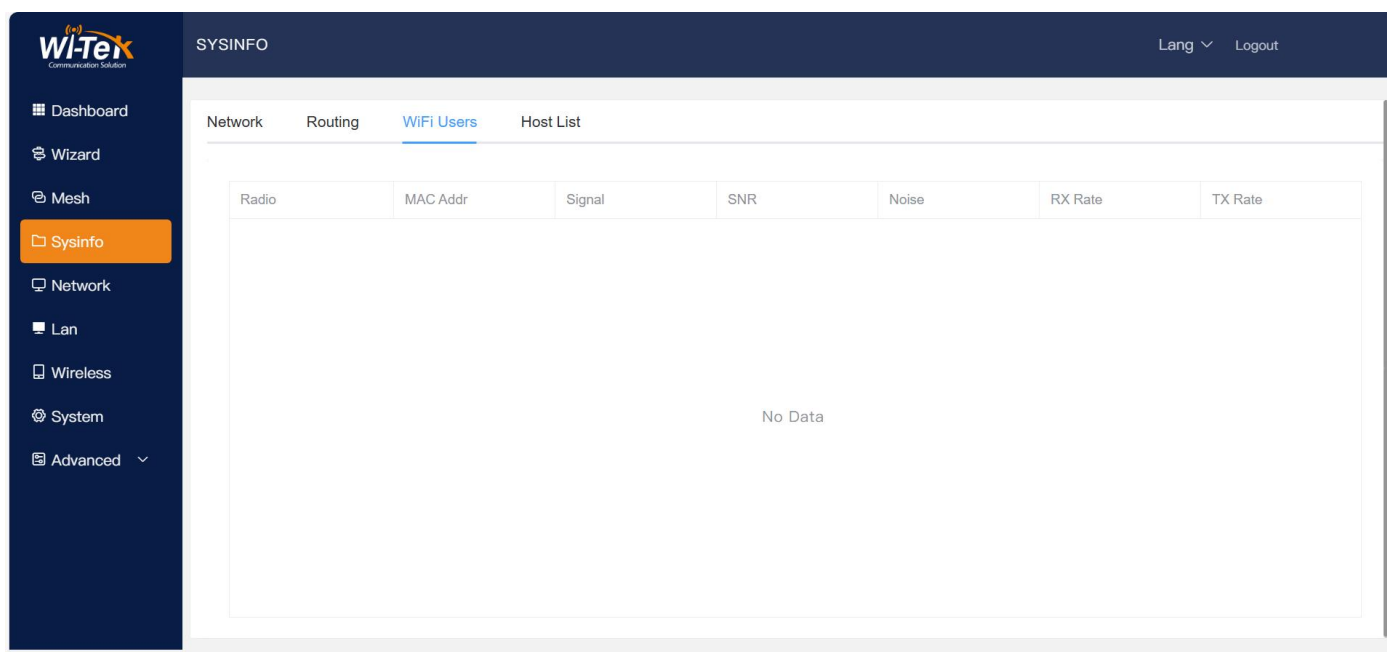 WI-Tek
Communication Solution
SYSINFO
Lang
Logout
Dashboard
Wizard
Mesh
Sysinfo
Network
Lan
Wireless
System
Advanced
Network Routing WiFi Users Host List
Radio MAC Addr Signal SNR Noise RX Rate TX Rate
No Data